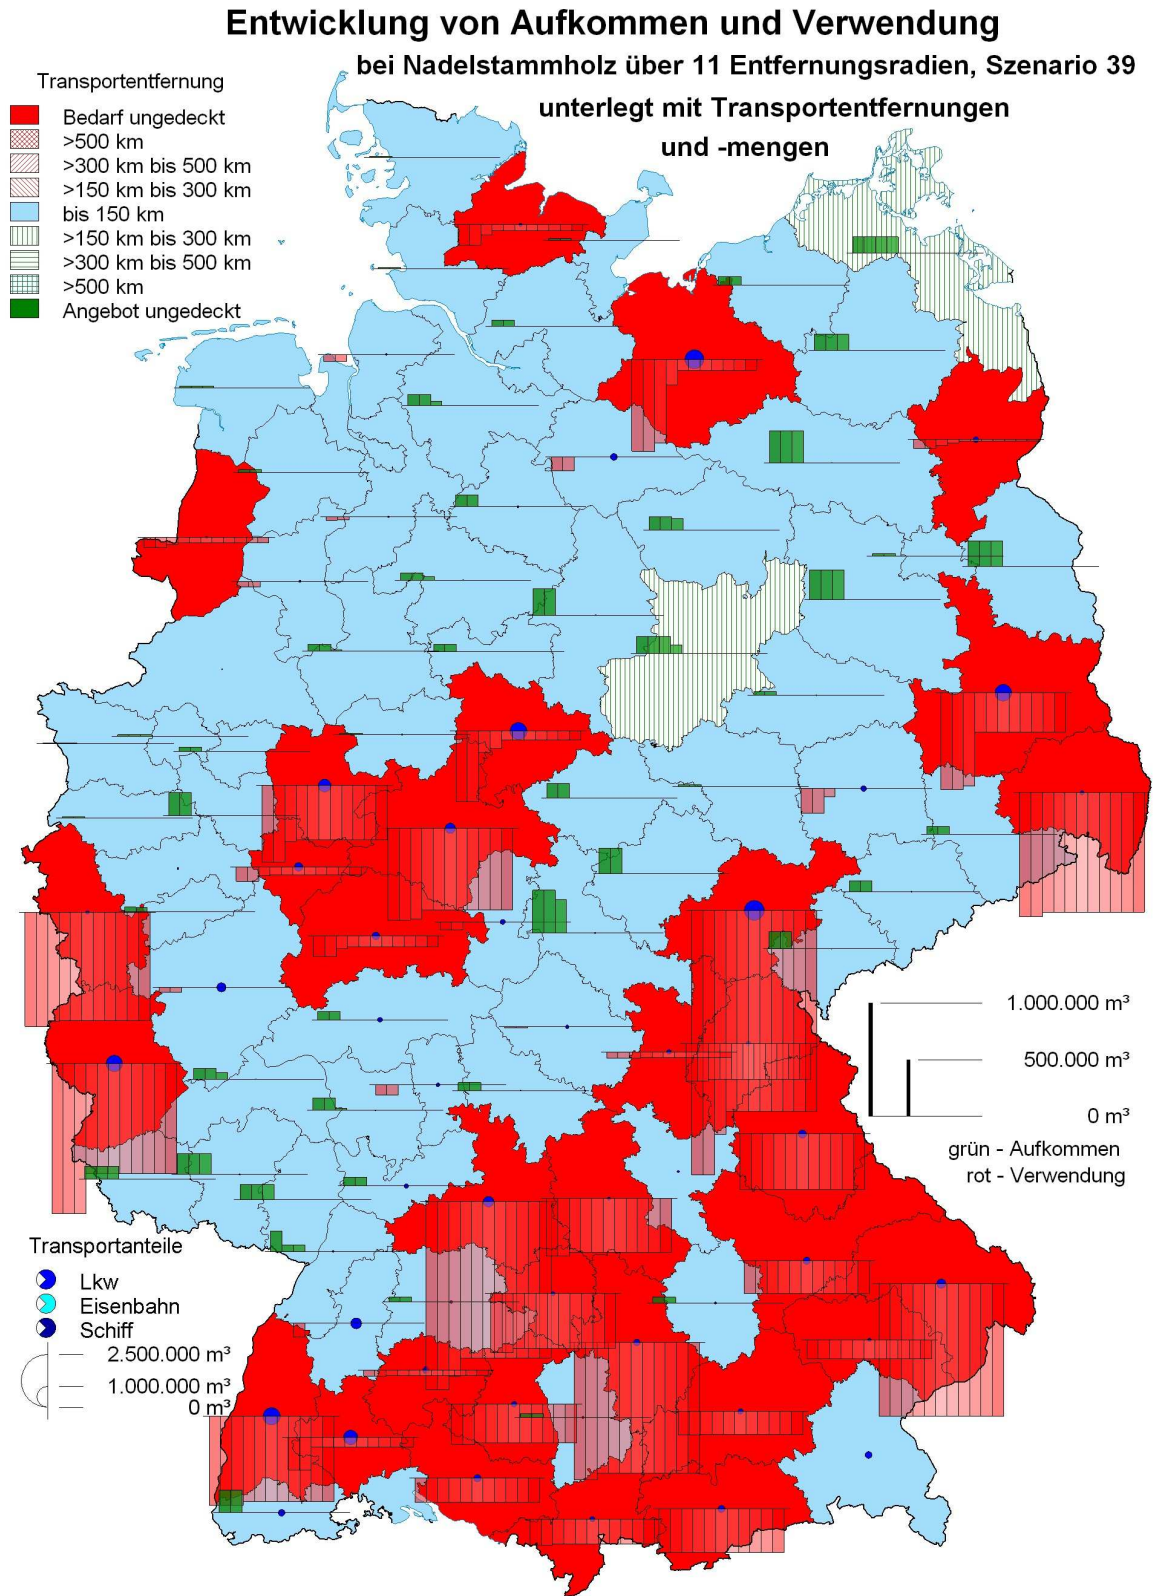 Entwicklung von Aufkommen und Verwendung
bei Nadelstammholz über 11 Entfernungsradien, Szenario 39
unterlegt mit Transportentfernungen
und -mengen
Transportentfernung
Bedarf ungedeckt
>500 km
>300 km bis 500 km
>150 km bis 300 km
bis 150 km
>150 km bis 300 km
>300 km bis 500 km
>500 km
Angebot ungedeckt
1.000.000 m³
500.000 m³
0 m³
grün - Aufkommen
rot - Verwendung
Transportanteile
Lkw
Eisenbahn
Schiff
2.500.000 m³
1.000.000 m³
0 m³